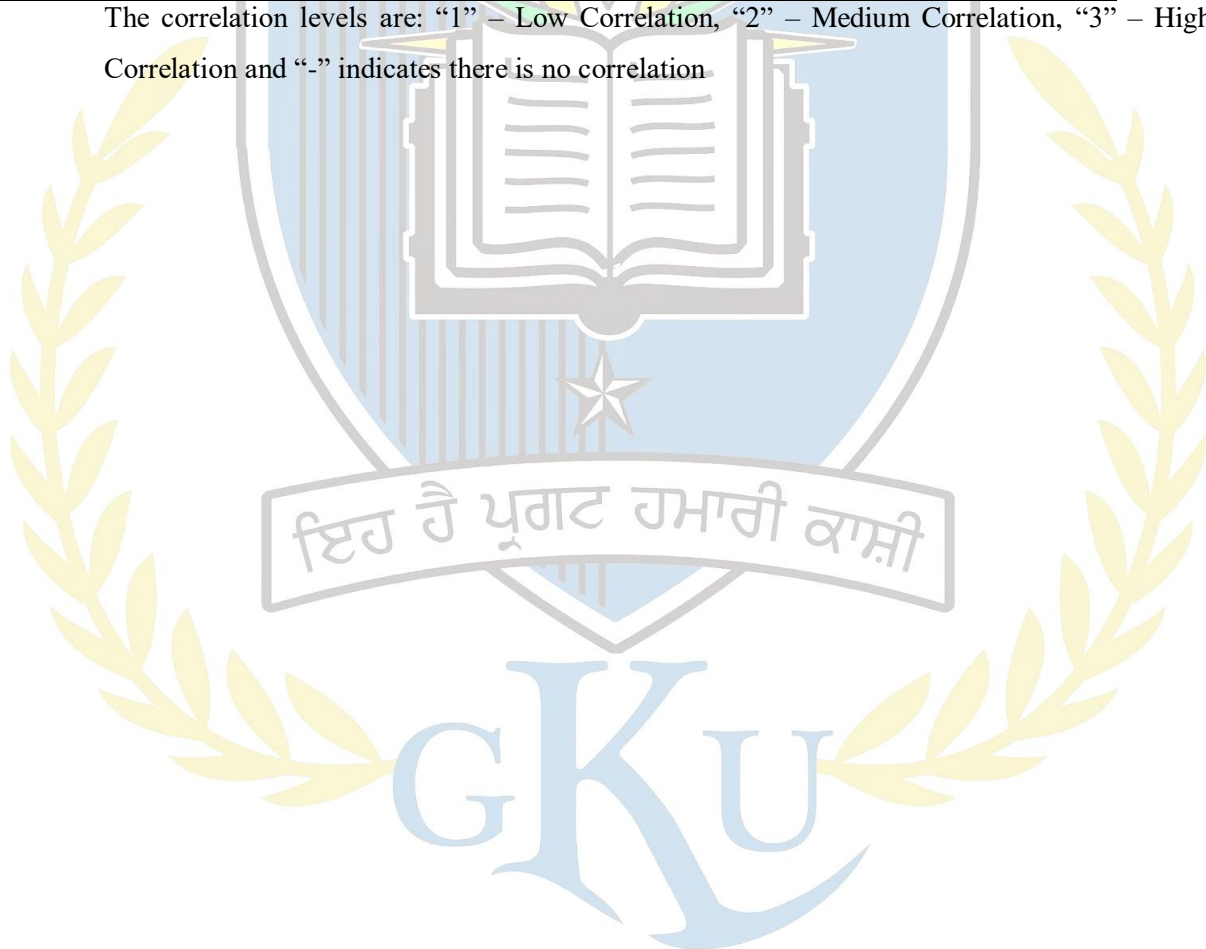 The correlation levels are: “1” – Low Correlation, “2” – Medium Correlation, “3” – High
Correlation and “-” indicates there is no correlation
ਇਹ ਹੈ ਪ੍ਰਗਟ ਹਮਾਰੀ ਕਾਸ਼ੀ
GKU